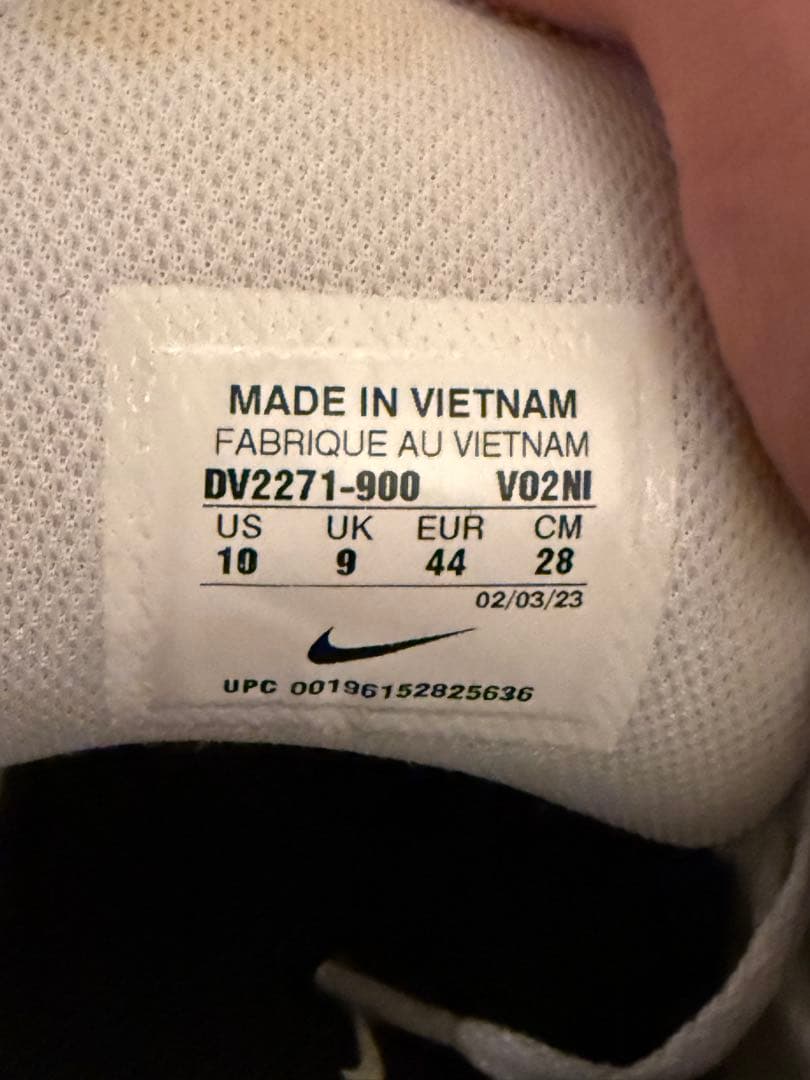 MADE IN VIETNAM
FABRIQUE AU VIETNAM
DV2271-900 V02NI
US UK EUR CM
10 9 44 28
02/03/23
UPC 00196152825636